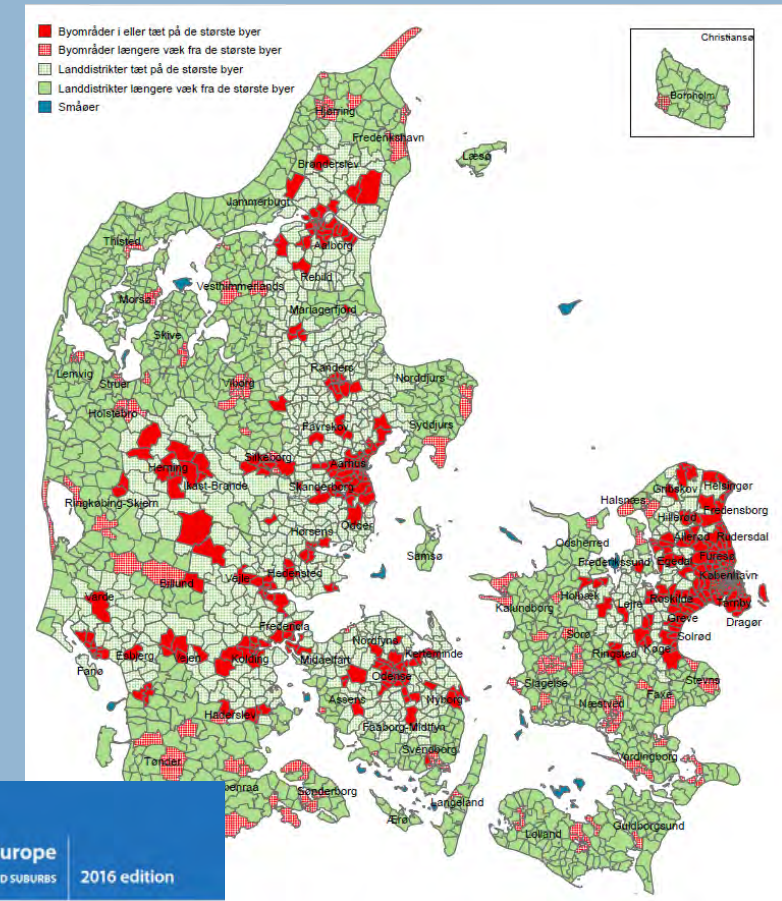 Byområder i eller tæt på de største byer
Byområder længere væk fra de største byer
Landdistrikter tæt på de største byer
Landdistrikter længere væk fra de største byer
Småøer
Christiansø
Bornholm
Hjørring
Frederikshavn
Læsø
Brønderslev
Jammerbugt
Thisted
Aalborg
Rebild
Vesthimmerlands
Morsø
Mariagerfjord
Skive
Lemvig
Struer
Viborg
Randers
Norddjurs
Holstebro
Syddjurs
Favrskov
Silkeborg
Aarhus
Herning
Ikast-Brande
Skanderborg
Ringkøbing-Skjern
Odder
Horsens
Samsø
Hedensted
Billund
Vejle
Varde
Fredericia
Esbjerg
Vejen
Kolding
Middelfart
Fanø
Nordfyns
Kerteminde
Odense
Assens
Nyborg
Haderslev
Faaborg-Midtfyn
Svendborg
Tønder
benraa
Sønderborg
Ærø
Langeland
Gribskov
Helsingør
Halsnæs
Hillerød
Fredensborg
Odsherred
Allerød
Rudersdal
Frederikssund
Egedal
Furesø
København
Kalundborg
Holbæk
Lejre
Roskilde
Tårnby
Greve
Dragør
Sorø
Solrød
Ringsted
Køge
Slagelse
Stevns
Faxe
Næstved
Vordingborg
Lolland
Guldborgsund
urope
D SUBURBS
2016 edition